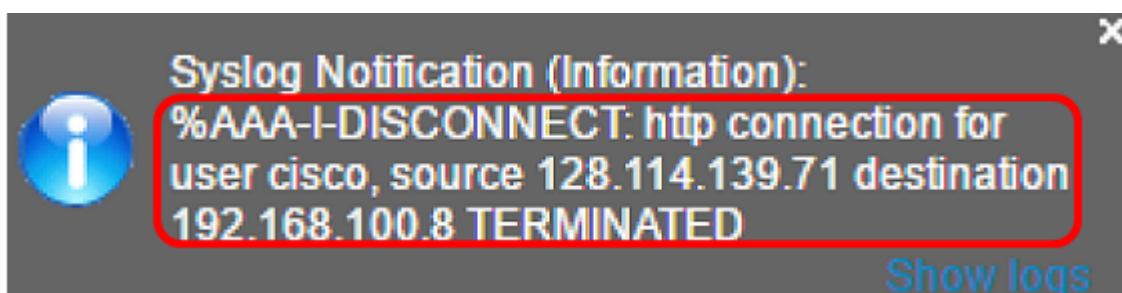 Syslog Notification (Information):
%AAA-I-DISCONNECT: http connection for
user cisco, source 128.114.139.71 destination
192.168.100.8 TERMINATED
Show logs